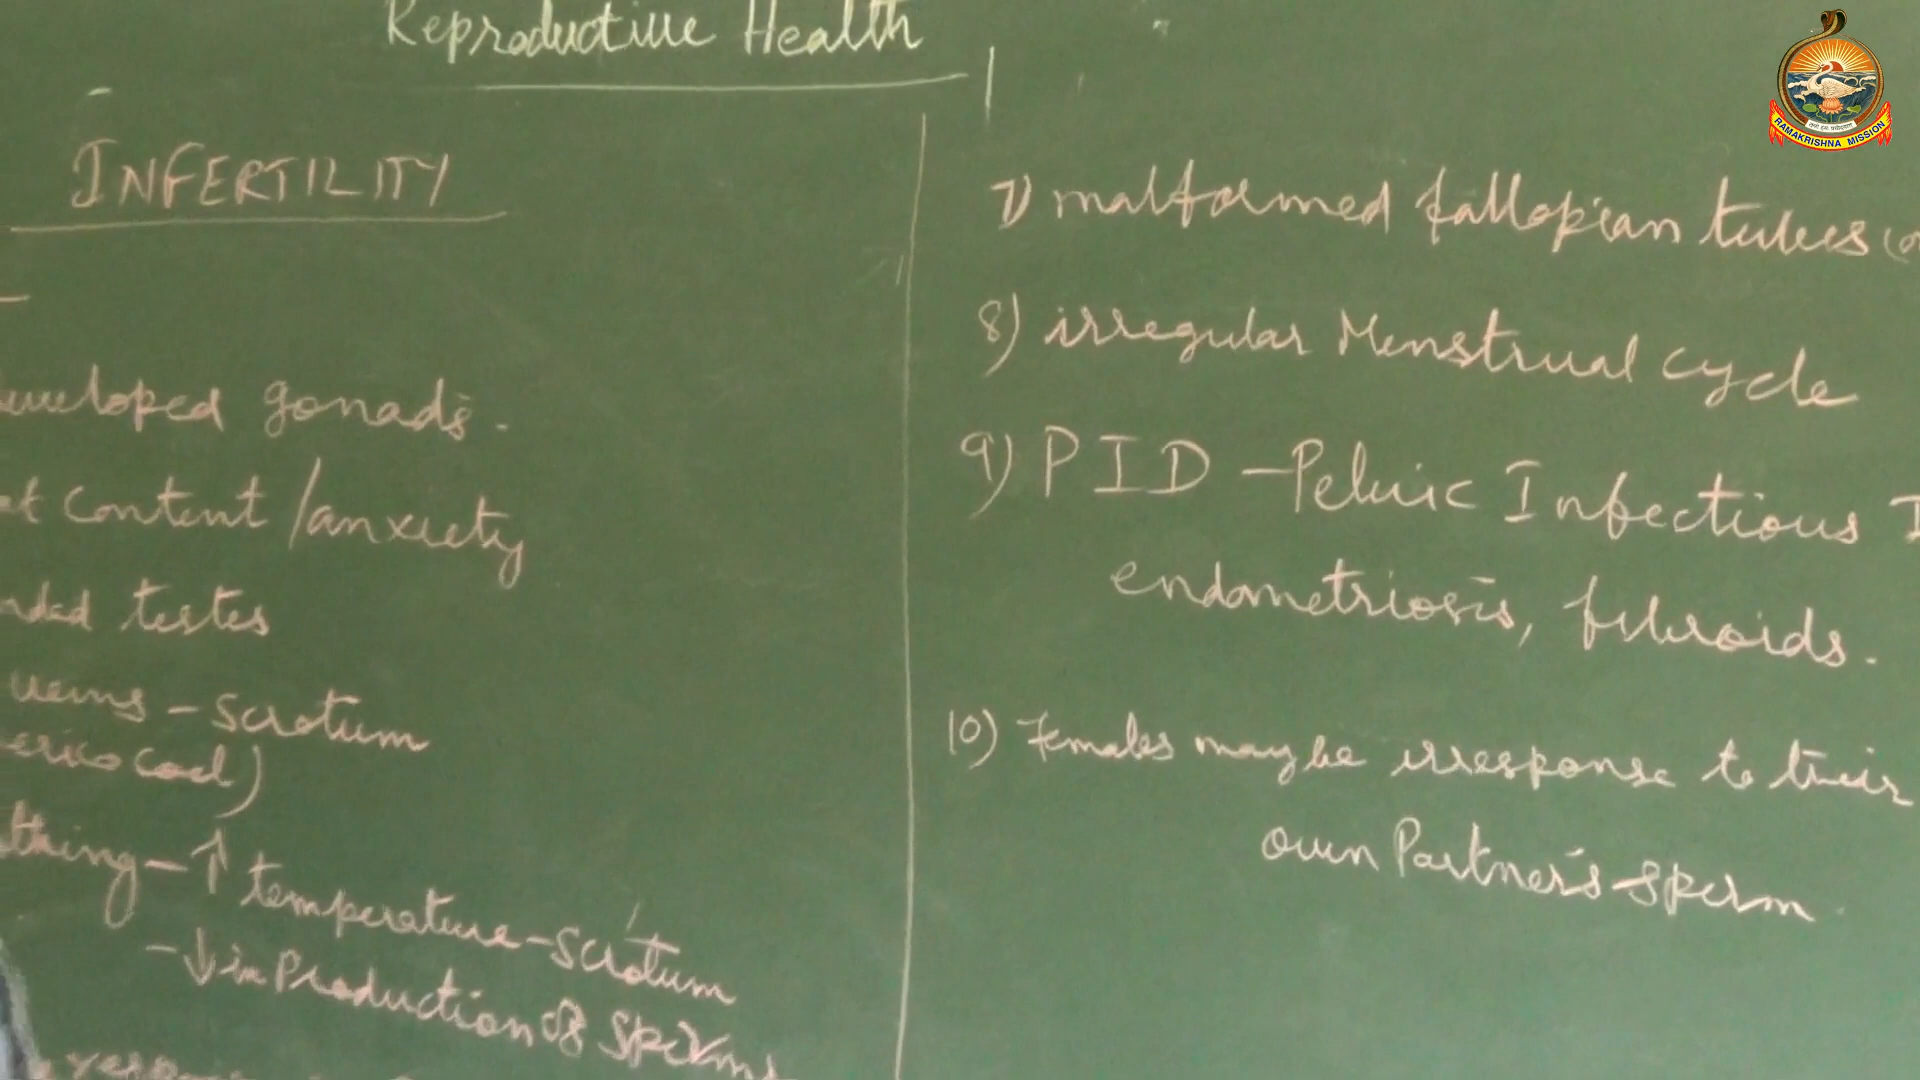 Reproductive Health
INFERTILITY
gonads.
content / anxiety
testes
veins - scrotum
thing - ↑ temperature - scrotum
- ↓ in Production of Sperms
7) malformed fallopian tubes
8) irregular Menstrual cycle
9) PID - Pelvic Infectious
endometriosis, fibroids.
10) Females may be irresponse to their
own Partner's sperm
RAMAKRISHNA MISSION